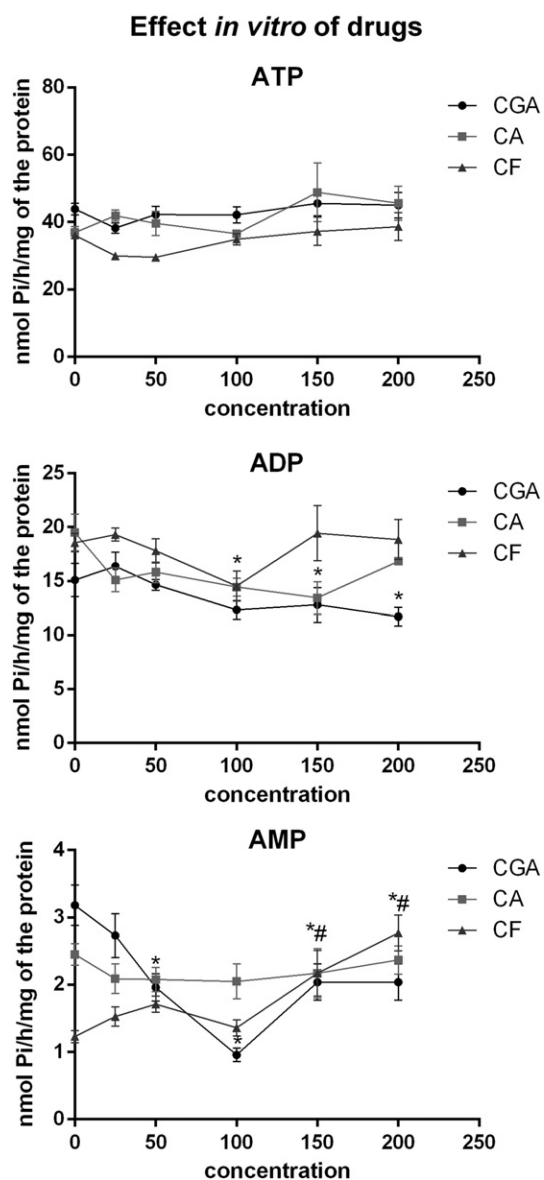 Effect in vitro of drugs
ATP
nmol Pi/h/mg of the protein
80
60
40
20
0
0 50 100 150 200 250
concentration
CGA
CA
CF
ADP
nmol Pi/h/mg of the protein
25
20
15
10
5
0
* * *
0 50 100 150 200 250
concentration
CGA
CA
CF
AMP
nmol Pi/h/mg of the protein
4
3
2
1
0
* * *# *#
0 50 100 150 200 250
concentration
CGA
CA
CF